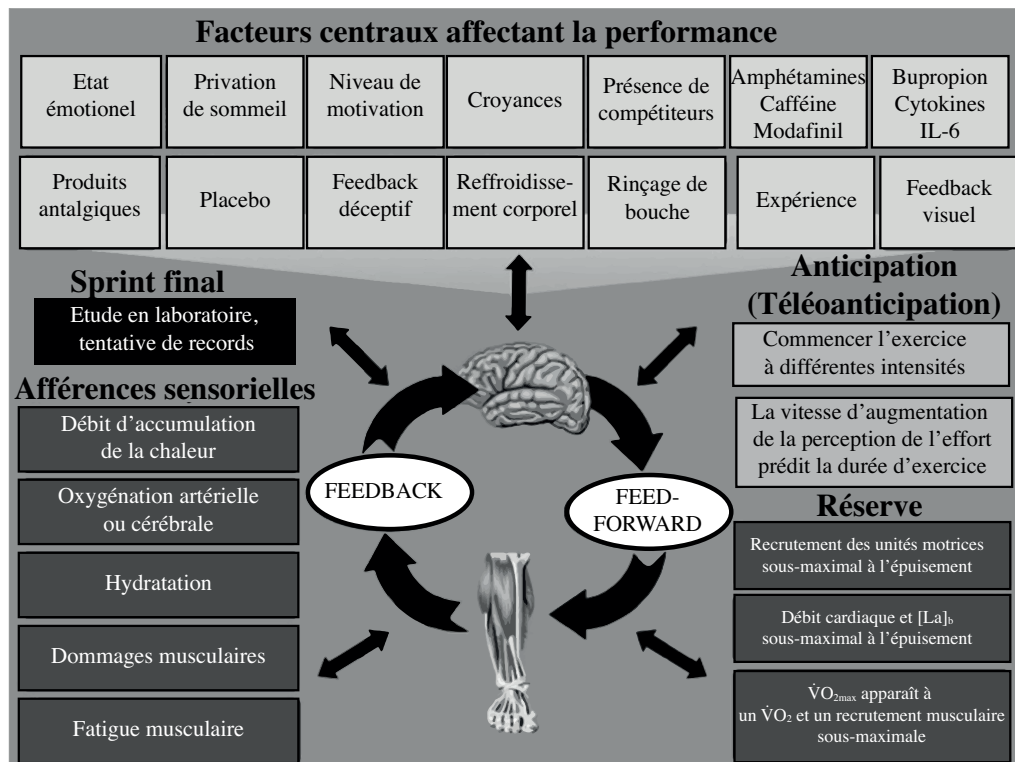 Facteurs centraux affectant la performance
Etat
émotionel
Privation
de sommeil
Niveau de
motivation
Croyances
Présence de
compétiteurs
Amphétamines
Cafféine
Modafinil
Bupropion
Cytokines
IL-6
Produits
antalgiques
Placebo
Feedback
déceptif
Reffroidisse-
ment corporel
Rinçage de
bouche
Expérience
Feedback
visuel
Sprint final
Etude en laboratoire,
tentative de records
Afférences sensorielles
Débit d'accumulation
de la chaleur
Oxygénation artérielle
ou cérébrale
Hydratation
Dommages musculaires
Fatigue musculaire
FEEDBACK
FEED-
FORWARD
Anticipation
(Téléoanticipation)
Commencer l'exercice
à différentes intensités
La vitesse d'augmentation
de la perception de l'effort
prédit la durée d'exercice
Réserve
Recrutement des unités motrices
sous-maximal à l'épuisement
Débit cardiaque et [La]b
sous-maximal à l'épuisement
V̇O2max apparaît à
un V̇O2 et un recrutement musculaire
sous-maximale